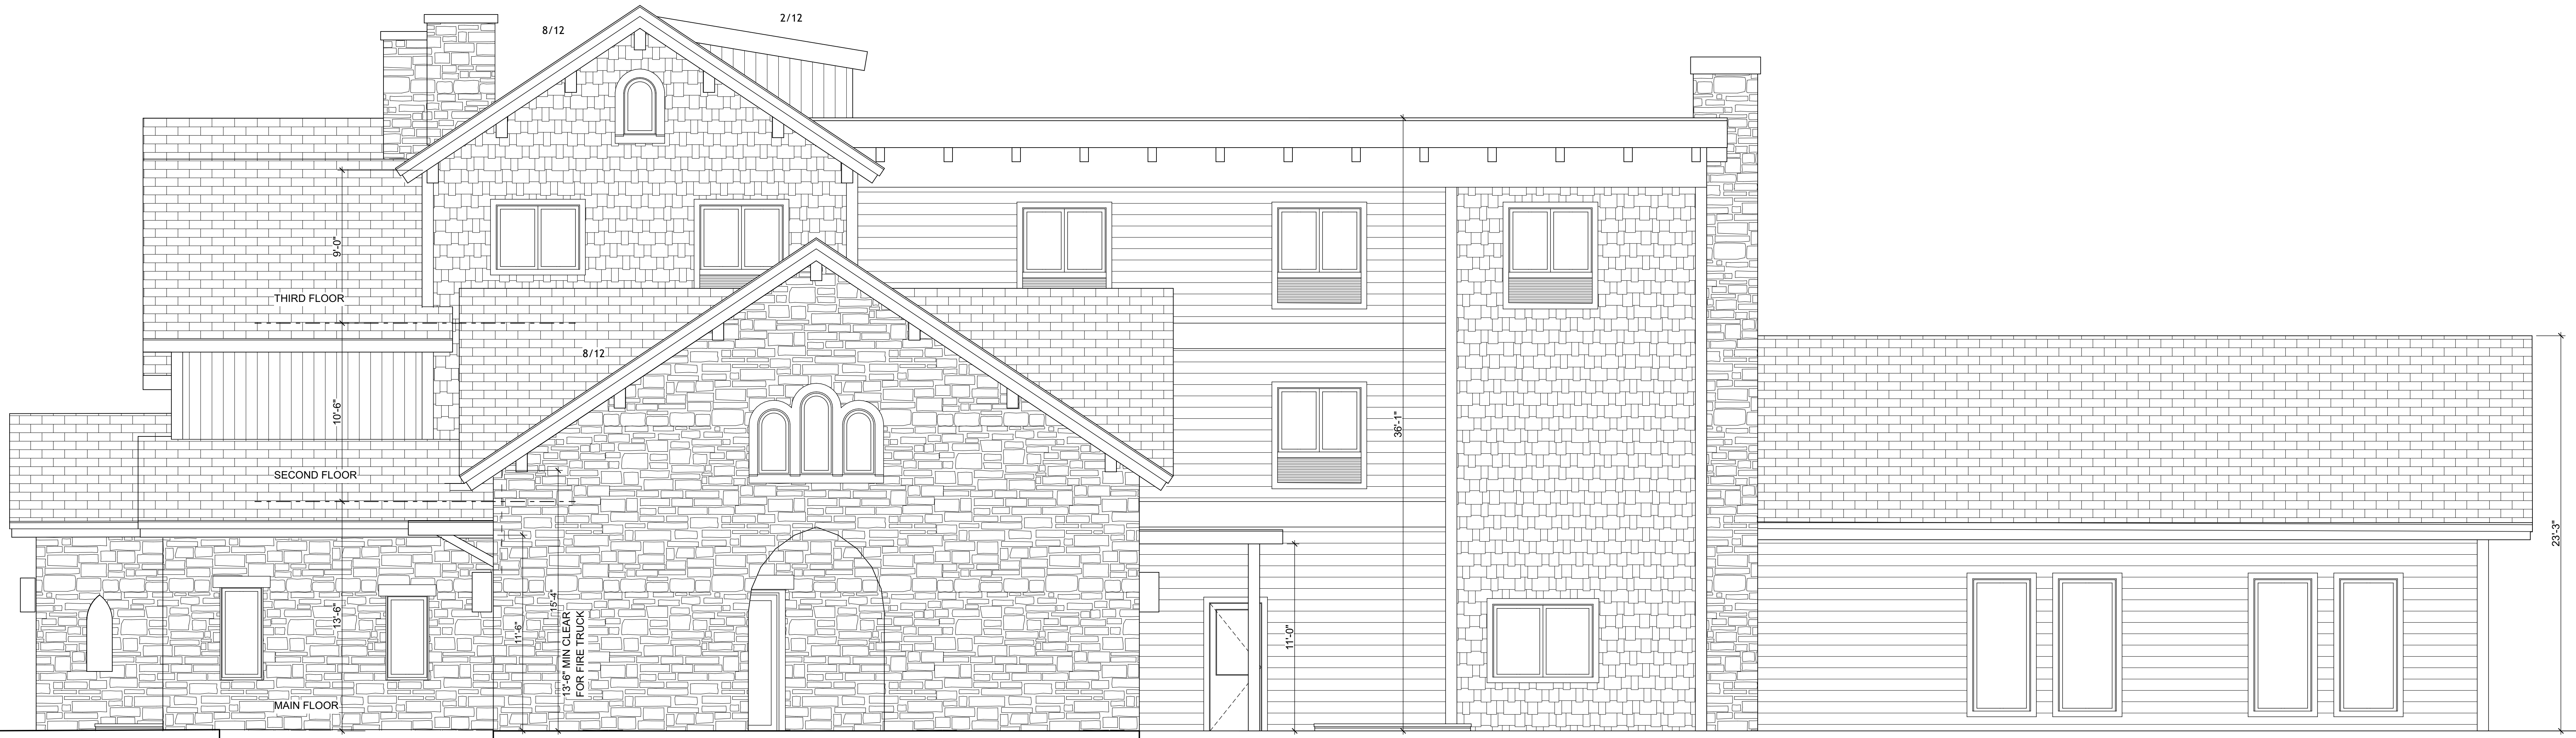 8/12
2/12
9'-0"
THIRD FLOOR
8/12
10'-6"
36'-1"
SECOND FLOOR
23'-3"
13'-6"
11'-6"
15'-4"
13'-6" MIN CLEAR
FOR FIRE TRUCK
11'-0"
MAIN FLOOR